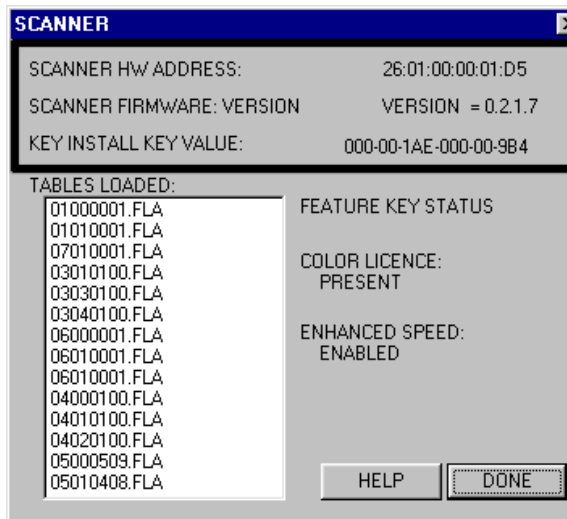 SCANNER
SCANNER HW ADDRESS: 26:01:00:00:01:D5
SCANNER FIRMWARE: VERSION VERSION = 0.2.1.7
KEY INSTALL KEY VALUE: 000-00-1AE-000-00-9B4
TABLES LOADED:
01000001.FLA
01010001.FLA
07010001.FLA
03010100.FLA
03030100.FLA
03040100.FLA
06000001.FLA
06010001.FLA
06010001.FLA
04000100.FLA
04010100.FLA
04020100.FLA
05000509.FLA
05010408.FLA
FEATURE KEY STATUS
COLOR LICENCE:
PRESENT
ENHANCED SPEED:
ENABLED
HELP DONE